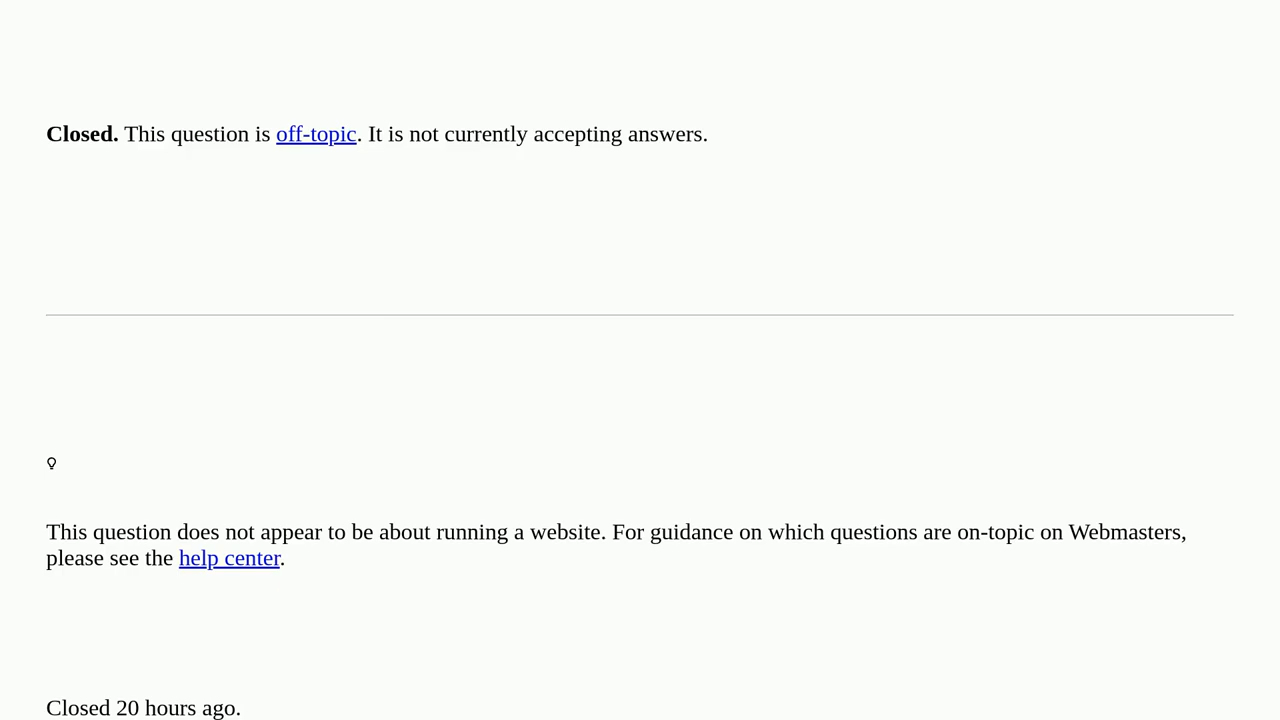 Closed. This question is off-topic. It is not currently accepting answers.
This question does not appear to be about running a website. For guidance on which questions are on-topic on Webmasters,
please see the help center.
Closed 20 hours ago.